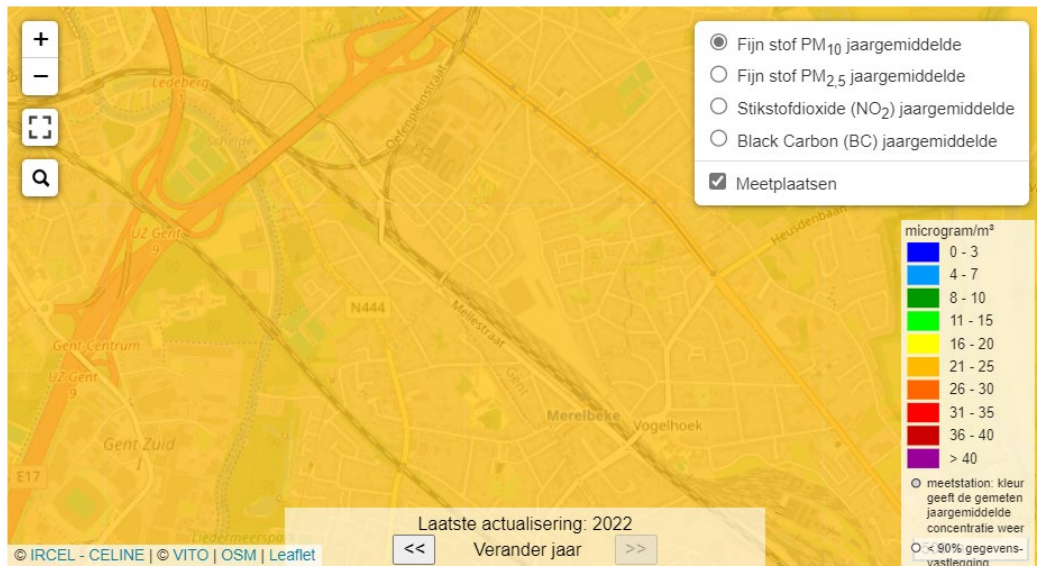 +
−
Fijn stof PM10 jaargemiddelde
Fijn stof PM2,5 jaargemiddelde
Stikstofdioxide (NO2) jaargemiddelde
Black Carbon (BC) jaargemiddelde
Meetplaatsen
Ledeberg
Schelde
Oefenpleinstraat
UZ Gent
9
Heusdenbaan
N444
Mellestraat
Gent Centrum
UZ Gent
9
Gent
Merelbeke
Vogelhoek
Gent Zuid
E17
Liedermeerspark
microgram/m³
0 - 3
4 - 7
8 - 10
11 - 15
16 - 20
21 - 25
26 - 30
31 - 35
36 - 40
> 40
meetstation: kleur
geeft de gemeten
jaargemiddelde
concentratie weer
< 90% gegevens-
vastlegging
Laatste actualisering: 2022
<< Verander jaar >>
© IRCEL - CELINE | © VITO | OSM | Leaflet